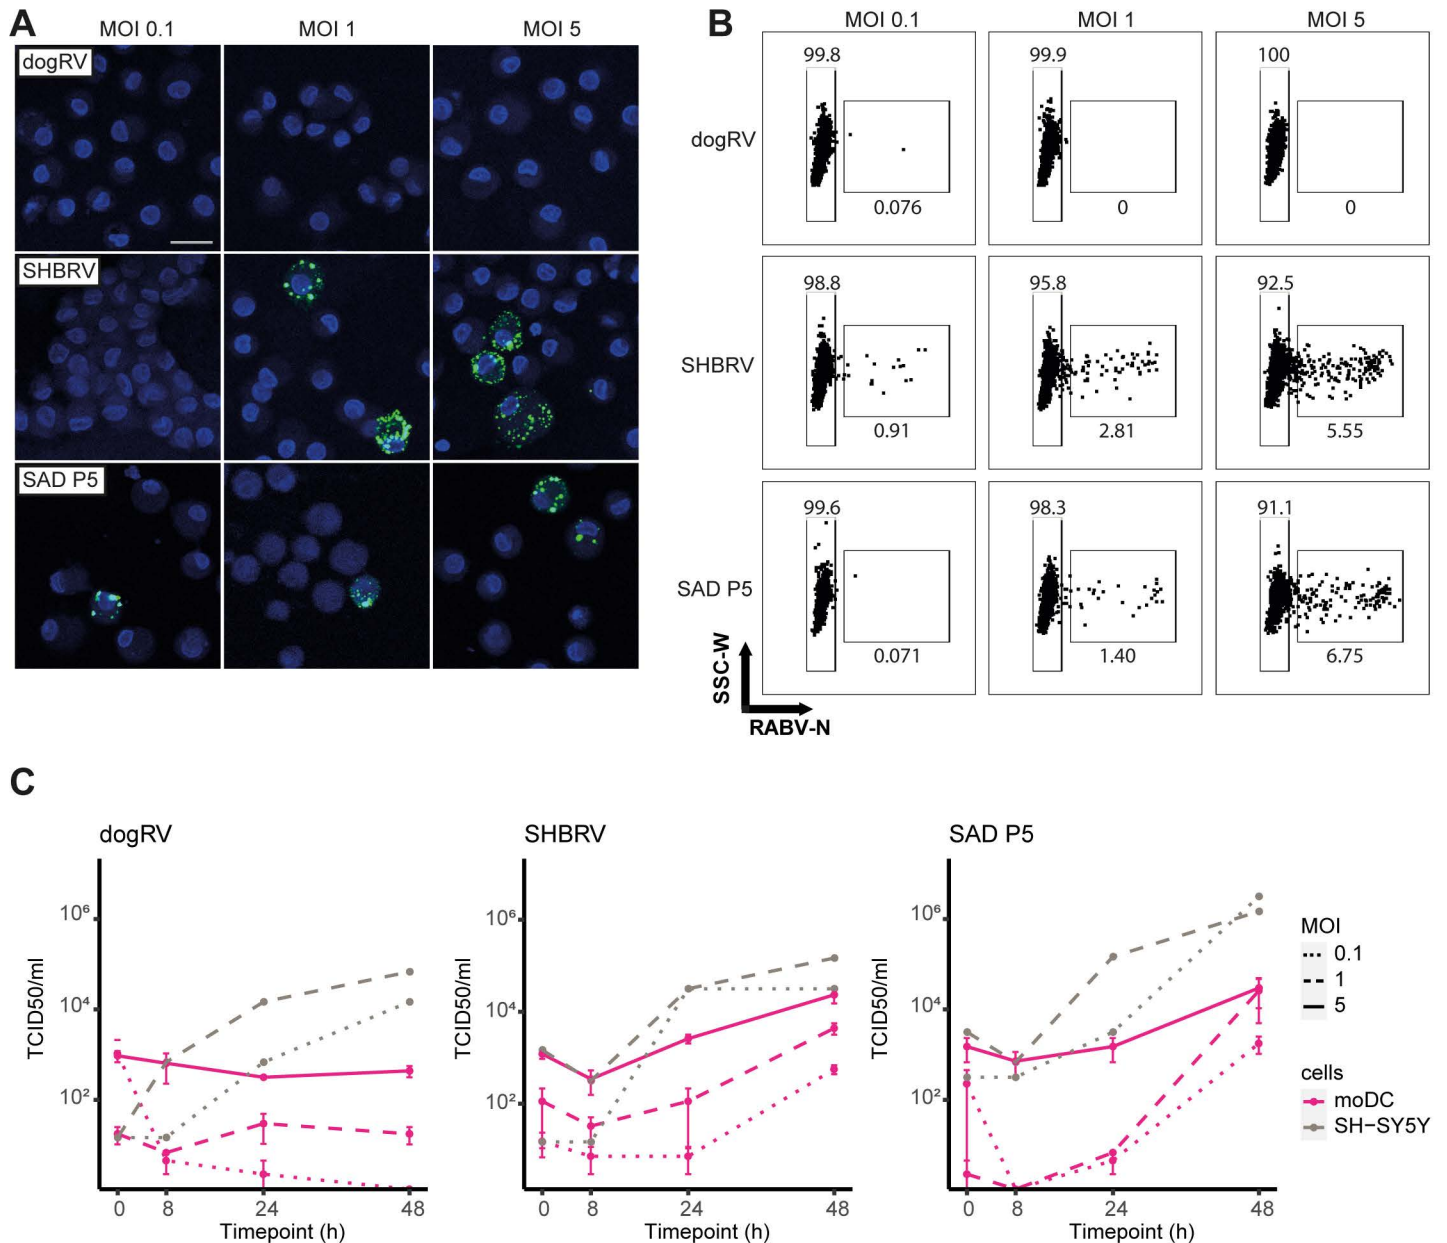 A
MOI 0.1 MOI 1 MOI 5
dogRV
SHBRV
SAD P5
B
MOI 0.1 MOI 1 MOI 5
dogRV
99.8 99.9 100
0.076 0 0
SHBRV
98.8 95.8 92.5
0.91 2.81 5.55
SAD P5
99.6 98.3 91.1
0.071 1.40 6.75
SSC-W
RABV-N
C
dogRV
TCID50/ml
10⁶
10⁴
10²
0 8 24 48
Timepoint (h)
SHBRV
TCID50/ml
10⁶
10⁴
10²
0 8 24 48
Timepoint (h)
SAD P5
TCID50/ml
10⁶
10⁴
10²
0 8 24 48
Timepoint (h)
MOI
0.1
1
5
cells
moDC
SH−SY5Y